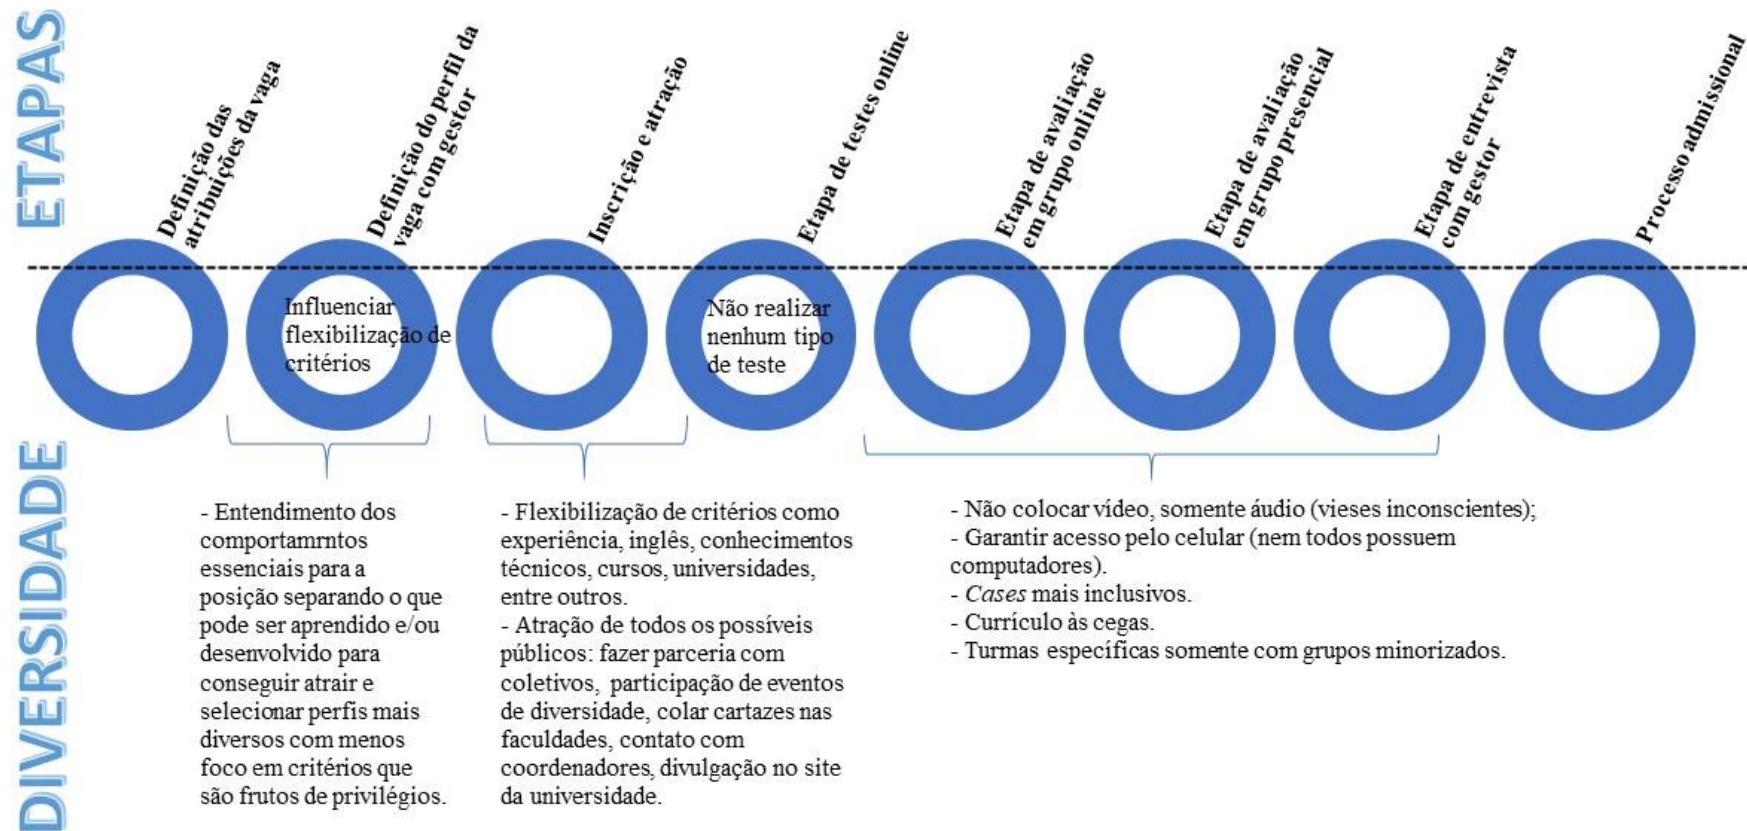 ETAPAS
Definição das
atribuições da vaga
Definição do perfil da
vaga com gestor
Inscrição e atração
Etapa de testes online
Etapa de avaliação
em grupo online
Etapa de avaliação
em grupo presencial
Etapa de entrevista
com gestor
Processo admissional
Influenciar
flexibilização de
critérios
Não realizar
nenhum tipo
de teste
DIVERSIDADE
- Entendimento dos
comportamrntos
essenciais para a
posição separando o que
pode ser aprendido e/ou
desenvolvido para
conseguir atrair e
selecionar perfis mais
diversos com menos
foco em critérios que
são frutos de privilégios.
- Flexibilização de critérios como
experiência, inglês, conhecimentos
técnicos, cursos, universidades,
entre outros.
- Atração de todos os possíveis
públicos: fazer parceria com
coletivos, participação de eventos
de diversidade, colar cartazes nas
faculdades, contato com
coordenadores, divulgação no site
da universidade.
- Não colocar vídeo, somente áudio (vieses inconscientes);
- Garantir acesso pelo celular (nem todos possuem
computadores).
- Cases mais inclusivos.
- Currículo às cegas.
- Turmas específicas somente com grupos minorizados.